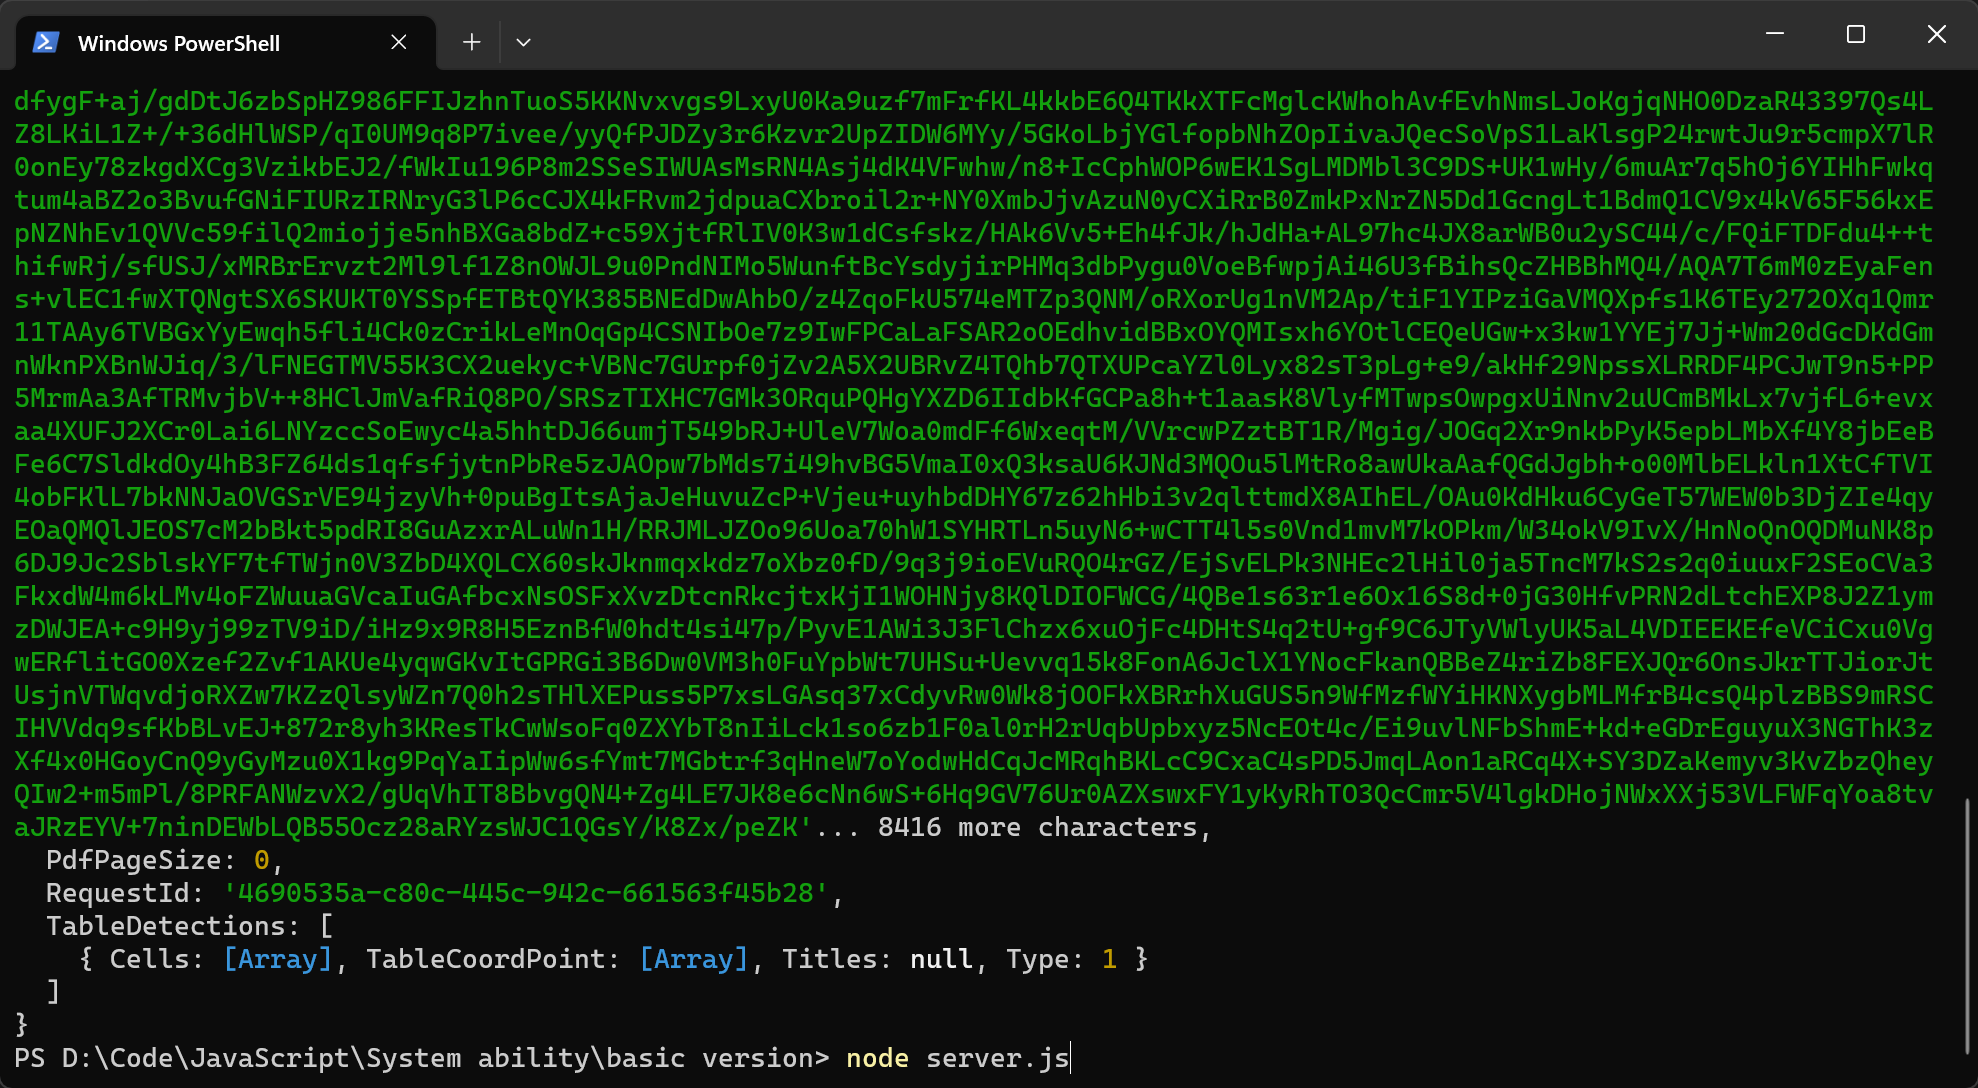 Windows PowerShell
dfygF+aj/gdDtJ6zbSpHZ986FFIJzhnTuoS5KKNvxvgs9LxyU0Ka9uzf7mFrfKL4kkbE6Q4TKkXTFcMglcKWhohAvfEvhNmsLJoKgjqNHO0DzaR43397Qs4L
Z8LKiL1Z+/+36dHlWSP/qI0UM9q8P7ivee/yyQfPJDZy3r6Kzvr2UpZIDW6MYy/5GKoLbjYGlfopbNhZOpIivaJQecSoVpS1LaKlsgP24rwtJu9r5cmpX7lR
0onEy78zkgdXCg3VzikbEJ2/fWkIu196P8m2SSeSIWUAsMsRN4Asj4dK4VFwhw/n8+IcCphWOP6wEK1SgLMDMbl3C9DS+UK1wHy/6muAr7q5hOj6YIHhFwkq
tum4aBZ2o3BvufGNiFIURzIRNryG3lP6cCJX4kFRvm2jdpuaCXbroil2r+NY0XmbJjvAzuN0yCXiRrB0ZmkPxNrZN5Dd1GcngLt1BdmQ1CV9x4kV65F56kxE
pNZNhEv1QVVc59filQ2miojje5nhBXGa8bdZ+c59XjtfRlIV0K3w1dCsfskz/HAk6Vv5+Eh4fJk/hJdHa+AL97hc4JX8arWB0u2ySC44/c/FQiFTDFdu4++t
hifwRj/sfUSJ/xMRBrErvzt2Ml9lf1Z8nOWJL9u0PndNIMo5WunftBcYsdyjirPHMq3dbPygu0VoeBfwpjAi46U3fBihsQcZHBBhMQ4/AQA7T6mM0zEyaFen
s+vlEC1fwXTQNgtSX6SKUKT0YSSpfETBtQYK385BNEdDwAhbO/z4ZqoFkU574eMTZp3QNM/oRXorUg1nVM2Ap/tiF1YIPziGaVMQXpfs1K6TEy272OXq1Qmr
11TAAy6TVBGxYyEwqh5fli4Ck0zCrikLeMnOqGp4CSNIbOe7z9IwFPCaLaFSAR2oOEdhvidBBxOYQMIsxh6YOtlCEQeUGw+x3kw1YYEj7Jj+Wm20dGcDKdGm
nWknPXBnWJiq/3/lFNEGTMV55K3CX2uekyc+VBNc7GUrpf0jZv2A5X2UBRvZ4TQhb7QTXUPcaYZl0Lyx82sT3pLg+e9/akHf29NpssXLRRDF4PCJwT9n5+PP
5MrmAa3AfTRMvjbV++8HClJmVafRiQ8PO/SRSzTIXHC7GMk3ORquPQHgYXZD6IIdbKfGCPa8h+t1aasK8VlyfMTwpsOwpgxUiNnv2uUCmBMkLx7vjfL6+evx
aa4XUFJ2XCr0Lai6LNYzccSoEwyc4a5hhtDJ66umjT549bRJ+UleV7Woa0mdFf6WxeqtM/VVrcwPZztBT1R/Mgig/JOGq2Xr9nkbPyK5epbLMbXf4Y8jbEeB
Fe6C7SldkdOy4hB3FZ64ds1qfsfjytnPbRe5zJAOpw7bMds7i49hvBG5VmaI0xQ3ksaU6KJNd3MQOu5lMtRo8awUkaAafQGdJgbh+o00MlbELkln1XtCfTVI
4obFKlL7bkNNJaOVGSrVE94jzyVh+0puBgItsAjaJeHuvuZcP+Vjeu+uyhbdDHY67z62hHbi3v2qlttmdX8AIhEL/OAu0KdHku6CyGeT57WEW0b3DjZIe4qy
EOaQMQlJEOS7cM2bBkt5pdRI8GuAzxrALuWn1H/RRJMLJZOo96Uoa70hW1SYHRTLn5uyN6+wCTT4l5s0Vnd1mvM7kOPkm/W34okV9IvX/HnNoQnOQDMuNK8p
6DJ9Jc2SblskYF7tfTWjn0V3ZbD4XQLCX60skJknmqxkdz7oXbz0fD/9q3j9ioEVuRQO4rGZ/EjSvELPk3NHEc2lHil0ja5TncM7kS2s2q0iuuxF2SEoCVa3
FkxdW4m6kLMv4oFZWuuaGVcaIuGAfbcxNsOSFxXvzDtcnRkcjtxKjI1WOHNjy8KQlDIOFWCG/4QBe1s63r1e6Ox16S8d+0jG30HfvPRN2dLtchEXP8J2Z1ym
zDWJEA+c9H9yj99zTV9iD/iHz9x9R8H5EznBfW0hdt4si47p/PyvE1AWi3J3FlChzx6xuOjFc4DHtS4q2tU+gf9C6JTyVWlyUK5aL4VDIEEKEfeVCiCxu0Vg
wERflitGO0Xzef2Zvf1AKUe4yqwGKvItGPRGi3B6Dw0VM3h0FuYpbWt7UHSu+Uevvq15k8FonA6JclX1YNocFkanQBBeZ4riZb8FEXJQr6OnsJkrTTJiorJt
UsjnVTWqvdjoRXZw7KZzQlsyWZn7Q0h2sTHlXEPuss5P7xsLGAsq37xCdyvRw0Wk8jOOFkXBRrhXuGUS5n9WfMzfWYiHKNXygbMLMfrB4csQ4plzBBS9mRSC
IHVVdq9sfKbBLvEJ+872r8yh3KResTkCwWsoFq0ZXYbT8nIiLck1so6zb1F0al0rH2rUqbUpbxyz5NcEOt4c/Ei9uvlNFbShmE+kd+eGDrEguyuX3NGThK3z
Xf4x0HGoyCnQ9yGyMzu0X1kg9PqYaIipWw6sfYmt7MGbtrf3qHneW7oYodwHdCqJcMRqhBKLcC9CxaC4sPD5JmqLAon1aRCq4X+SY3DZaKemyv3KvZbzQhey
QIw2+m5mPl/8PRFANWzvX2/gUqVhIT8BbvgQN4+Zg4LE7JK8e6cNn6wS+6Hq9GV76Ur0AZXswxFY1yKyRhTO3QcCmr5V4lgkDHojNWxXXj53VLFWFqYoa8tv
aJRzEYV+7ninDEWbLQB55Ocz28aRYzsWJC1QGsY/K8Zx/peZK'... 8416 more characters,
  PdfPageSize: 0,
  RequestId: '4690535a-c80c-445c-942c-661563f45b28',
  TableDetections: [
    { Cells: [Array], TableCoordPoint: [Array], Titles: null, Type: 1 }
  ]
}
PS D:\Code\JavaScript\System ability\basic version> node server.js